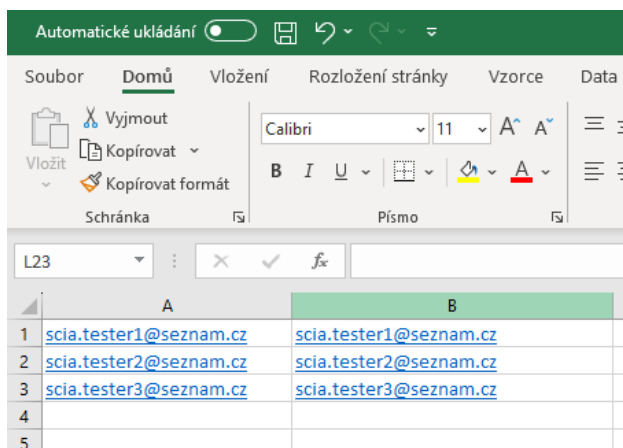 Automatické ukládání
Soubor Domů Vložení Rozložení stránky Vzorce Data
Vložit
Vyjmout
Kopírovat
Kopírovat formát
Schránka
Calibri 11 A A
B I U A
Písmo
L23 fx
A B
1 scia.tester1@seznam.cz scia.tester1@seznam.cz
2 scia.tester2@seznam.cz scia.tester2@seznam.cz
3 scia.tester3@seznam.cz scia.tester3@seznam.cz
4
5